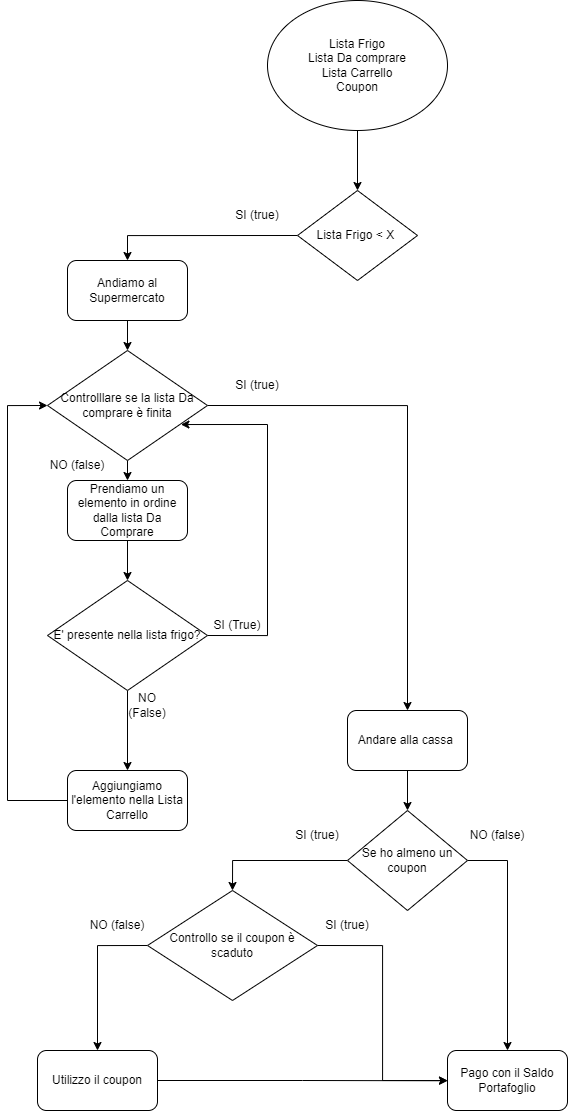 Lista Frigo
Lista Da comprare
Lista Carrello
Coupon
SI (true)
Lista Frigo < X
Andiamo al
Supermercato
SI (true)
Controlllare se la lista Da
comprare è finita
NO (false)
Prendiamo un
elemento in ordine
dalla lista Da
Comprare
SI (True)
E' presente nella lista frigo?
NO
(False)
Andare alla cassa
Aggiungiamo
l'elemento nella Lista
Carrello
SI (true)
NO (false)
Se ho almeno un
coupon
NO (false)
SI (true)
Controllo se il coupon è
scaduto
Utilizzo il coupon
Pago con il Saldo
Portafoglio